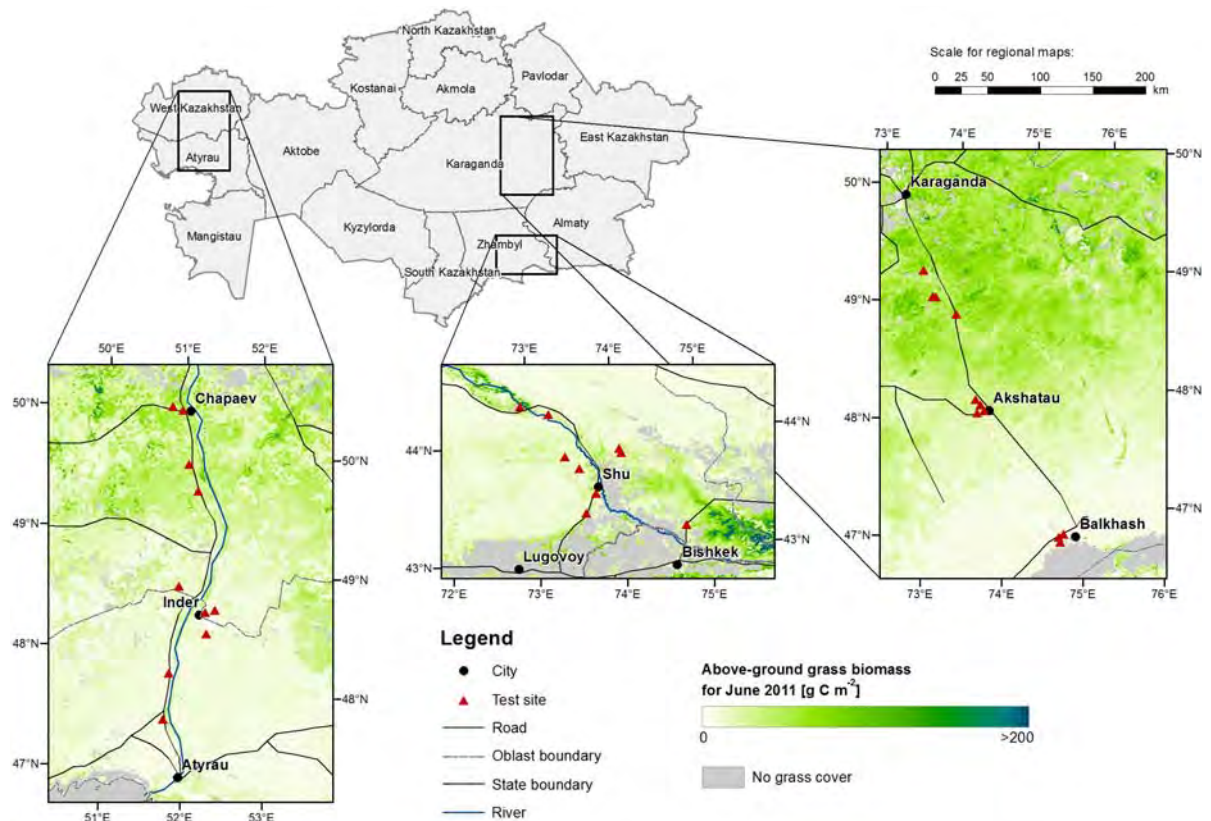 North Kazakhstan
Kostanai
Akmola
Pavlodar
West Kazakhstan
Atyrau
Aktobe
Karaganda
East Kazakhstan
Mangistau
Kyzylorda
Almaty
Zhambyl
South Kazakhstan
Scale for regional maps:
0 25 50 100 150 200
km
73°E 74°E 75°E 76°E
50°N
50°N
Karaganda
49°N
49°N
48°N
48°N
Akshatau
47°N
47°N
Balkhash
73°E 74°E 75°E 76°E
50°E 51°E 52°E
50°N
Chapaev
50°N
49°N
49°N
Inder
48°N
48°N
47°N
Atyrau
51°E 52°E 53°E
73°E 74°E 75°E
44°N
44°N
Shu
43°N
Lugovoy
Bishkek
43°N
72°E 73°E 74°E 75°E
Legend
City
Test site
Road
Oblast boundary
State boundary
River
Above-ground grass biomass
for June 2011 [g C m⁻²]
0 >200
No grass cover